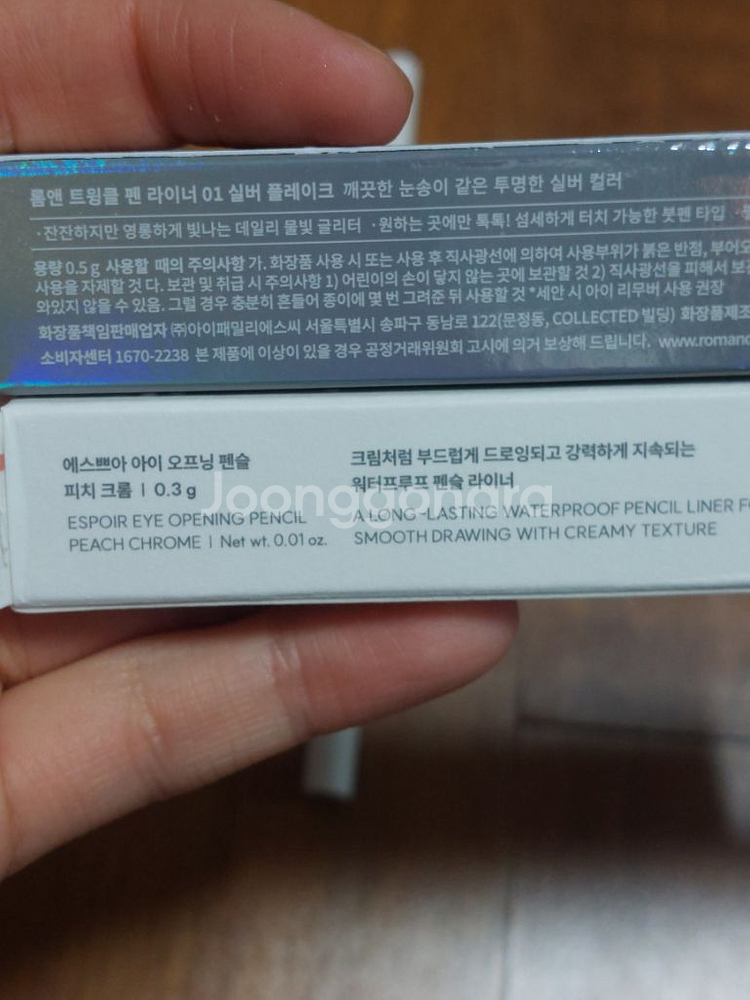 롬앤 트윙클 펜 라이너 01 실버 플레이크 깨끗한 눈송이 같은 투명한 실버 컬러
·잔잔하지만 영롱하게 빛나는 데일리 물빛 글리터 ·원하는 곳에만 톡톡! 섬세하게 터치 가능한 붓펜 타입
용량 0.5 g 사용할 때의 주의사항 가. 화장품 사용 시 또는 사용 후 직사광선에 의하여 사용부위가 붉은 반점, 부어오
사용을 자제할 것 다. 보관 및 취급 시 주의사항 1) 어린이의 손이 닿지 않는 곳에 보관할 것 2) 직사광선을 피해서 보관
와있지 않을 수 있음. 그럴 경우 충분히 흔들어 종이에 몇 번 그려준 뒤 사용할 것 *세안 시 아이 리무버 사용 권장
화장품책임판매업자 ㈜아이패밀리에스씨 서울특별시 송파구 동남로 122(문정동, COLLECTED 빌딩) 화장품제조
소비자센터 1670-2238 본 제품에 이상이 있을 경우 공정거래위원회 고시에 의거 보상해 드립니다. www.romand
에스쁘아 아이 오프닝 펜슬
피치 크롬 | 0.3 g
ESPOIR EYE OPENING PENCIL
PEACH CHROME | Net wt. 0.01 oz.
크림처럼 부드럽게 드로잉되고 강력하게 지속되는
워터프루프 펜슬 라이너
A LONG-LASTING WATERPROOF PENCIL LINER FO
SMOOTH DRAWING WITH CREAMY TEXTURE
Joonggonara